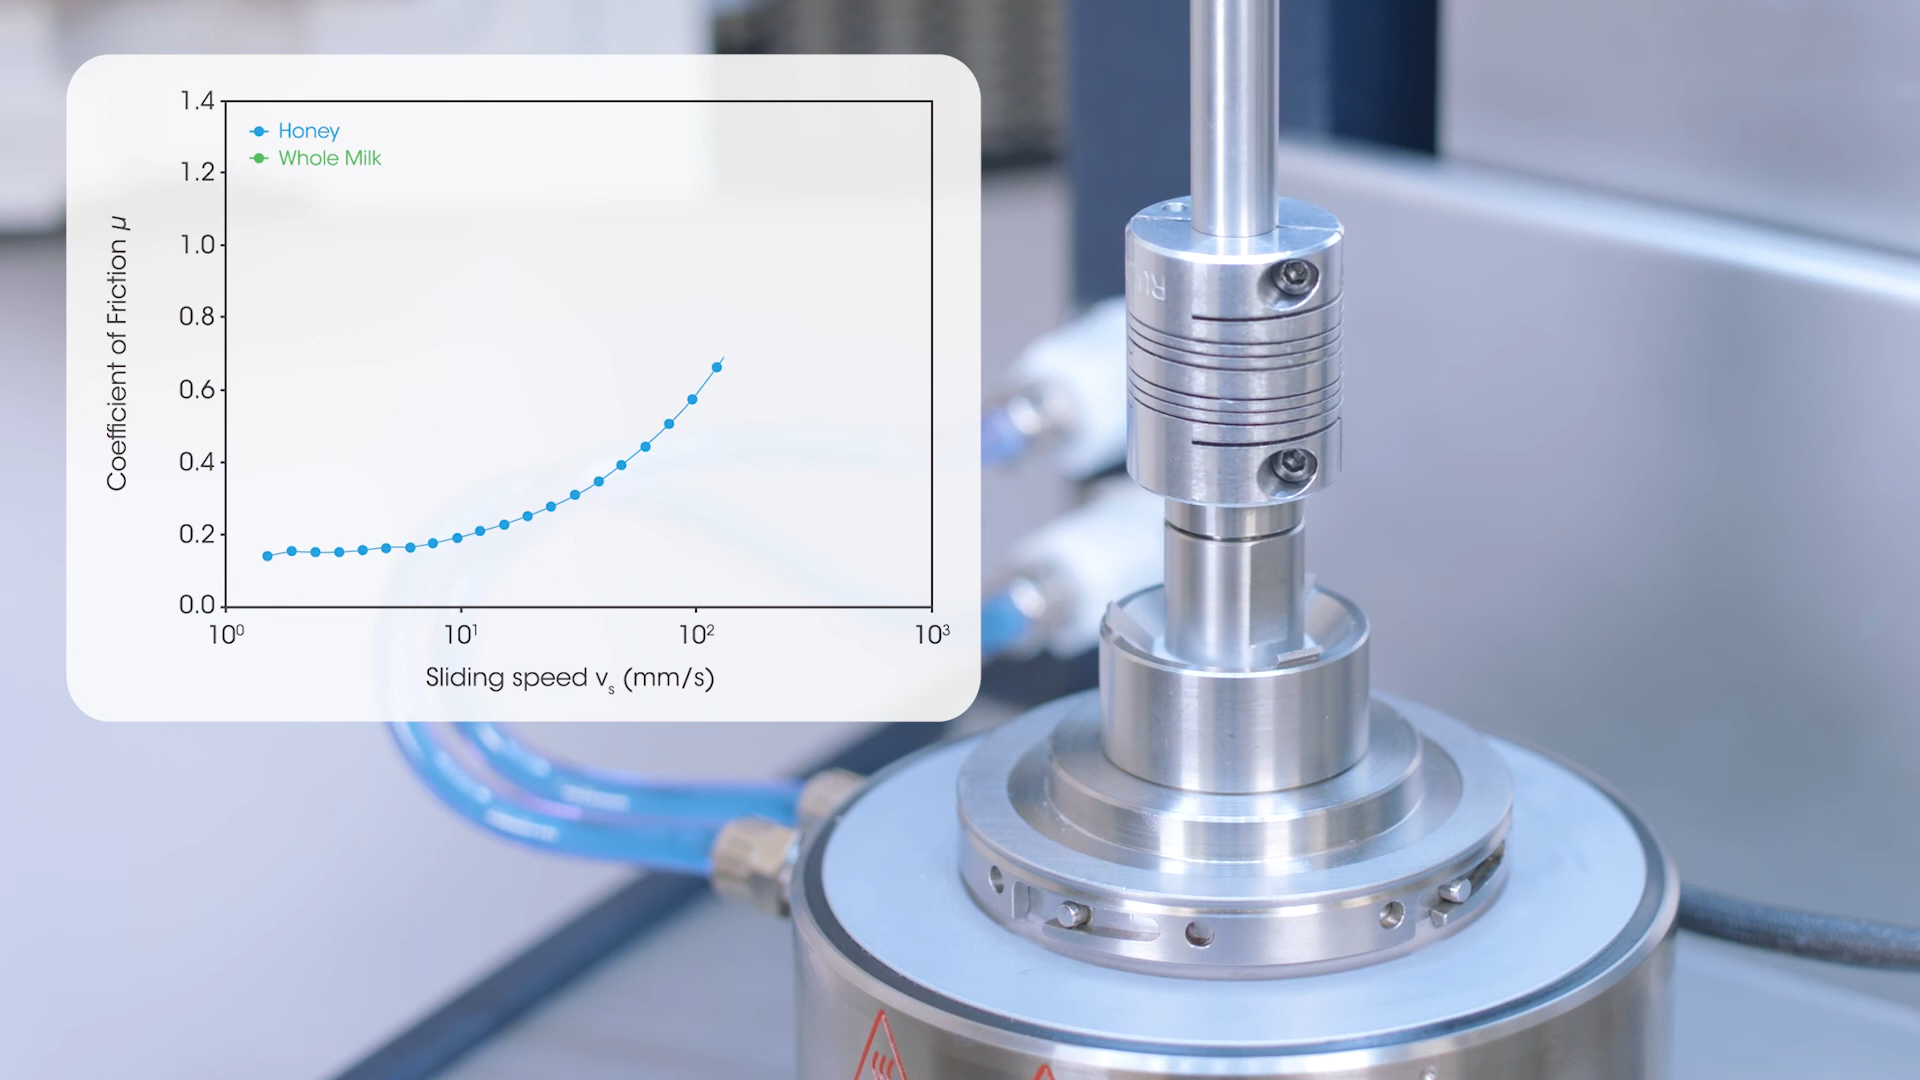 1.4
Honey
Whole Milk
1.2
1.0
0.8
0.6
0.4
0.2
0.0
Coefficient of Friction μ
10⁰ 10¹ 10² 10³
Sliding speed vₛ (mm/s)